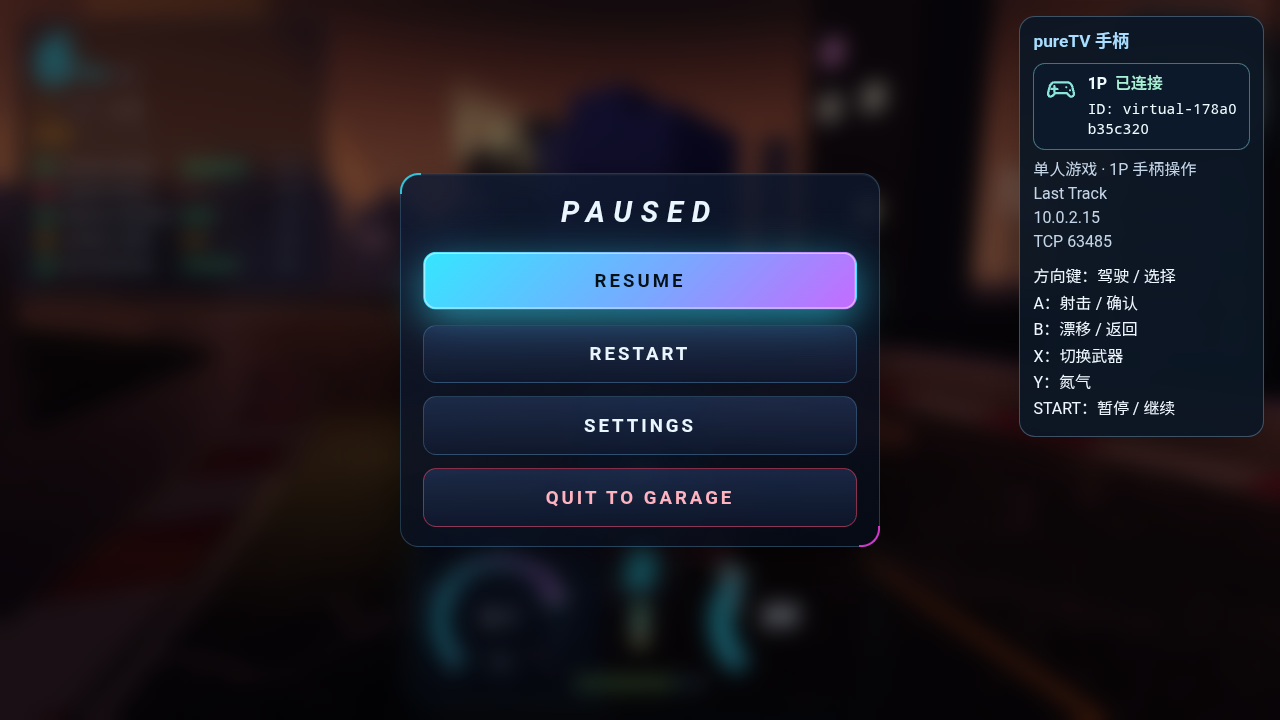 PAUSED
RESUME
RESTART
SETTINGS
QUIT TO GARAGE
pureTV 手柄
1P 已连接
ID: virtual-178a0
b35c320
单人游戏 · 1P 手柄操作
Last Track
10.0.2.15
TCP 63485
方向键：驾驶 / 选择
A：射击 / 确认
B：漂移 / 返回
X：切换武器
Y：氮气
START：暂停 / 继续